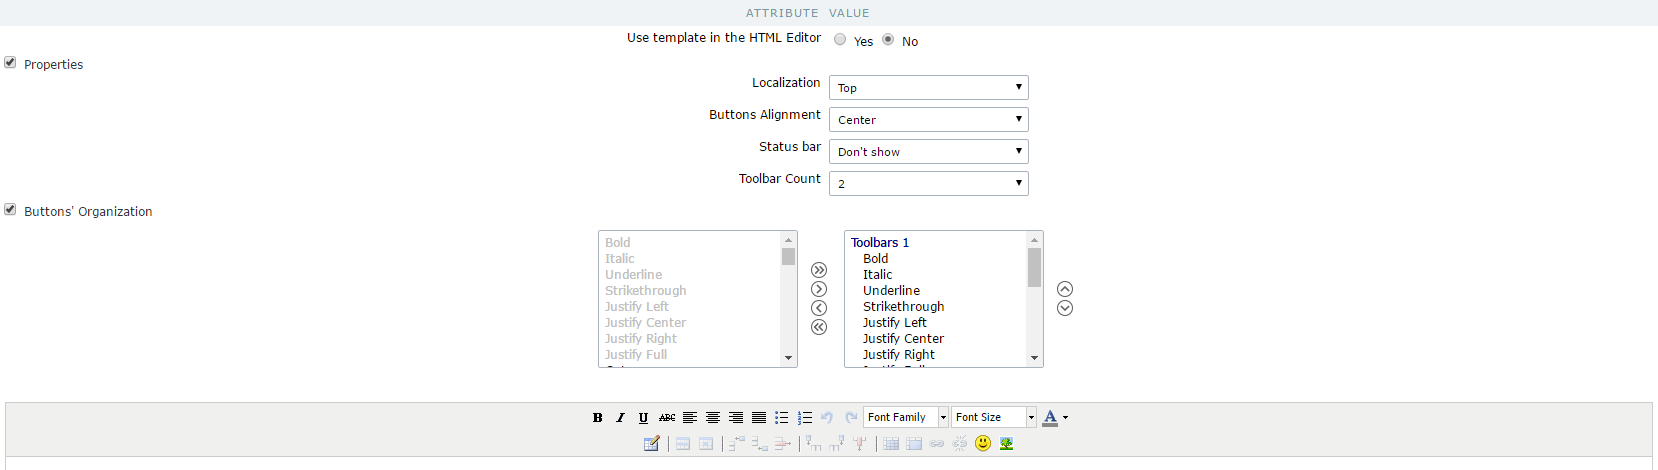 ATTRIBUTE VALUE
Use template in the HTML Editor Yes No
Properties
Localization Top
Buttons Alignment Center
Status bar Don't show
Toolbar Count 2
Buttons' Organization
Bold
Italic
Underline
Strikethrough
Justify Left
Justify Center
Justify Right
Justify Full
Toolbars 1
Bold
Italic
Underline
Strikethrough
Justify Left
Justify Center
Justify Right
B I U ABC Font Family Font Size A